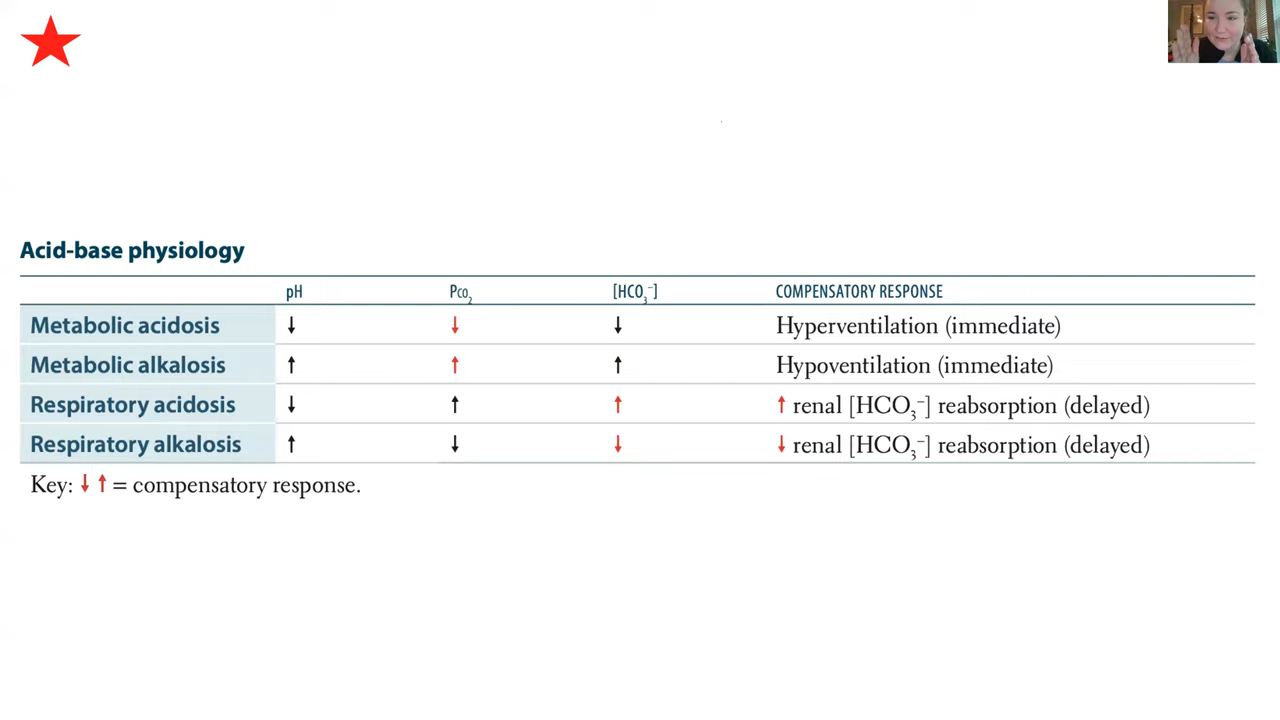 Acid-base physiology
pH Pco₂ [HCO₃⁻] COMPENSATORY RESPONSE
Metabolic acidosis ↓ ↓ ↓ Hyperventilation (immediate)
Metabolic alkalosis ↑ ↑ ↑ Hypoventilation (immediate)
Respiratory acidosis ↓ ↑ ↑ ↑ renal [HCO₃⁻] reabsorption (delayed)
Respiratory alkalosis ↑ ↓ ↓ ↓ renal [HCO₃⁻] reabsorption (delayed)
Key: ↓ ↑ = compensatory response.